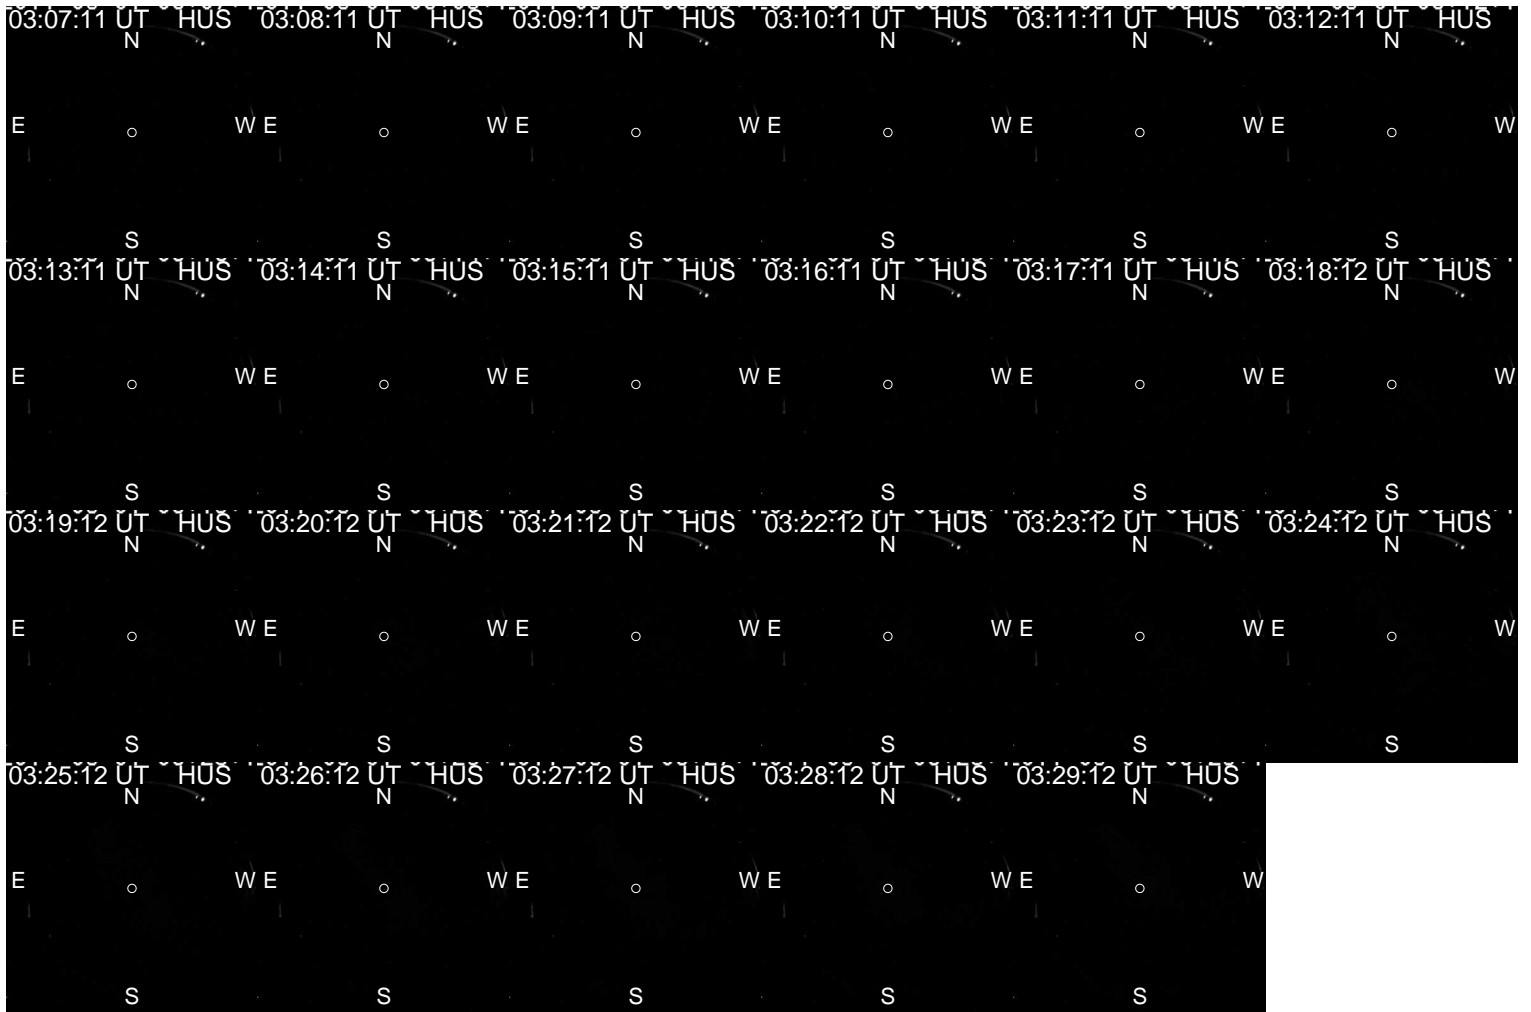 03:07:11 UT HUS 03:08:11 UT HUS 03:09:11 UT HUS 03:10:11 UT HUS 03:11:11 UT HUS 03:12:11 UT HUS
N N N N N N
E W E W E W E W E W E W
S S S S S S
03:13:11 UT HUS 03:14:11 UT HUS 03:15:11 UT HUS 03:16:11 UT HUS 03:17:11 UT HUS 03:18:12 UT HUS
N N N N N N
E W E W E W E W E W E W
S S S S S S
03:19:12 UT HUS 03:20:12 UT HUS 03:21:12 UT HUS 03:22:12 UT HUS 03:23:12 UT HUS 03:24:12 UT HUS
N N N N N N
E W E W E W E W E W E W
S S S S S S
03:25:12 UT HUS 03:26:12 UT HUS 03:27:12 UT HUS 03:28:12 UT HUS 03:29:12 UT HUS
N N N N N
E W E W E W E W E W
S S S S S